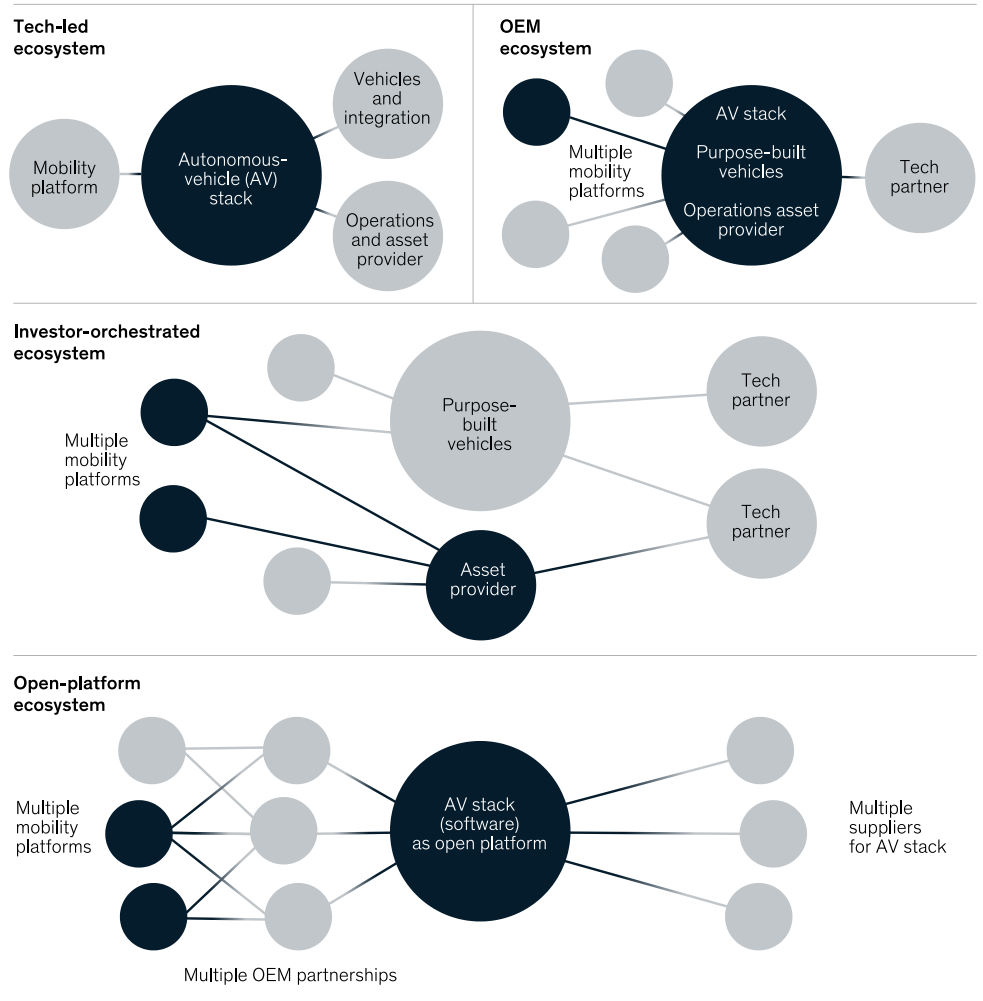 Tech-led
ecosystem
Mobility
platform
Autonomous-
vehicle (AV)
stack
Vehicles
and
integration
Operations
and asset
provider
OEM
ecosystem
Multiple
mobility
platforms
AV stack
Purpose-built
vehicles
Operations asset
provider
Tech
partner
Investor-orchestrated
ecosystem
Multiple
mobility
platforms
Purpose-
built
vehicles
Asset
provider
Tech
partner
Tech
partner
Open-platform
ecosystem
Multiple
mobility
platforms
AV stack
(software)
as open platform
Multiple
suppliers
for AV stack
Multiple OEM partnerships